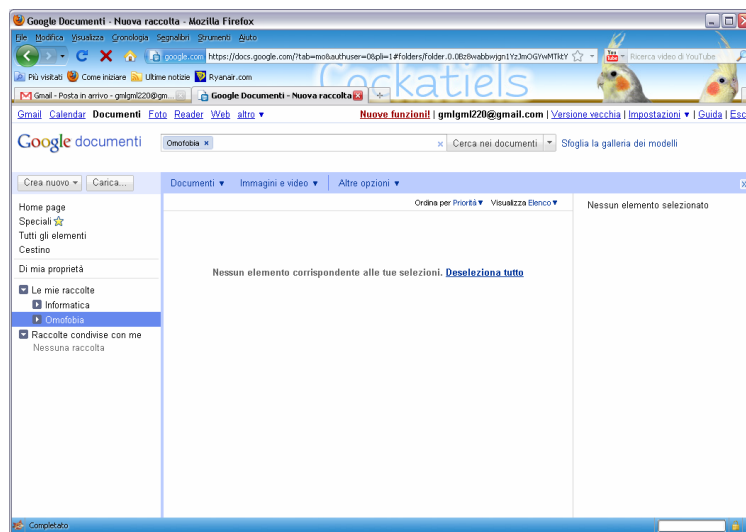 Google Documenti - Nuova raccolta - Mozilla Firefox
File Modifica Visualizza Cronologia Segnalibri Strumenti Aiuto
google.com https://docs.google.com/?tab=mo&authuser=0&pli=1#folders/folder.0. You Tube Ricerca video di YouTube
Più visitati Come iniziare Ultime notizie Ryanair.com
Cockatiels
Gmail - Posta in arrivo - gmlgml220@gm... Google Documenti - Nuova raccolta
Gmail Calendar Documenti Foto Reader Web altro ▼ Nuove funzioni! | gmlgml220@gmail.com | Versione vecchia | Impostazioni ▼ | Guida | Esc
Google documenti Omofobia × × Cerca nei documenti ▼ Sfoglia la galleria dei modelli
Crea nuovo ▼ Carica... Documenti ▼ Immagini e video ▼ Altre opzioni ▼ x
Ordina per Priorità ▼ Visualizza Elenco ▼
Home page Nessun elemento selezionato
Speciali
Tutti gli elementi
Cestino
Di mia proprietà
Nessun elemento corrispondente alle tue selezioni. Deseleziona tutto
Le mie raccolte
Informatica
Omofobia
Raccolte condivise con me
Nessuna raccolta
Completato